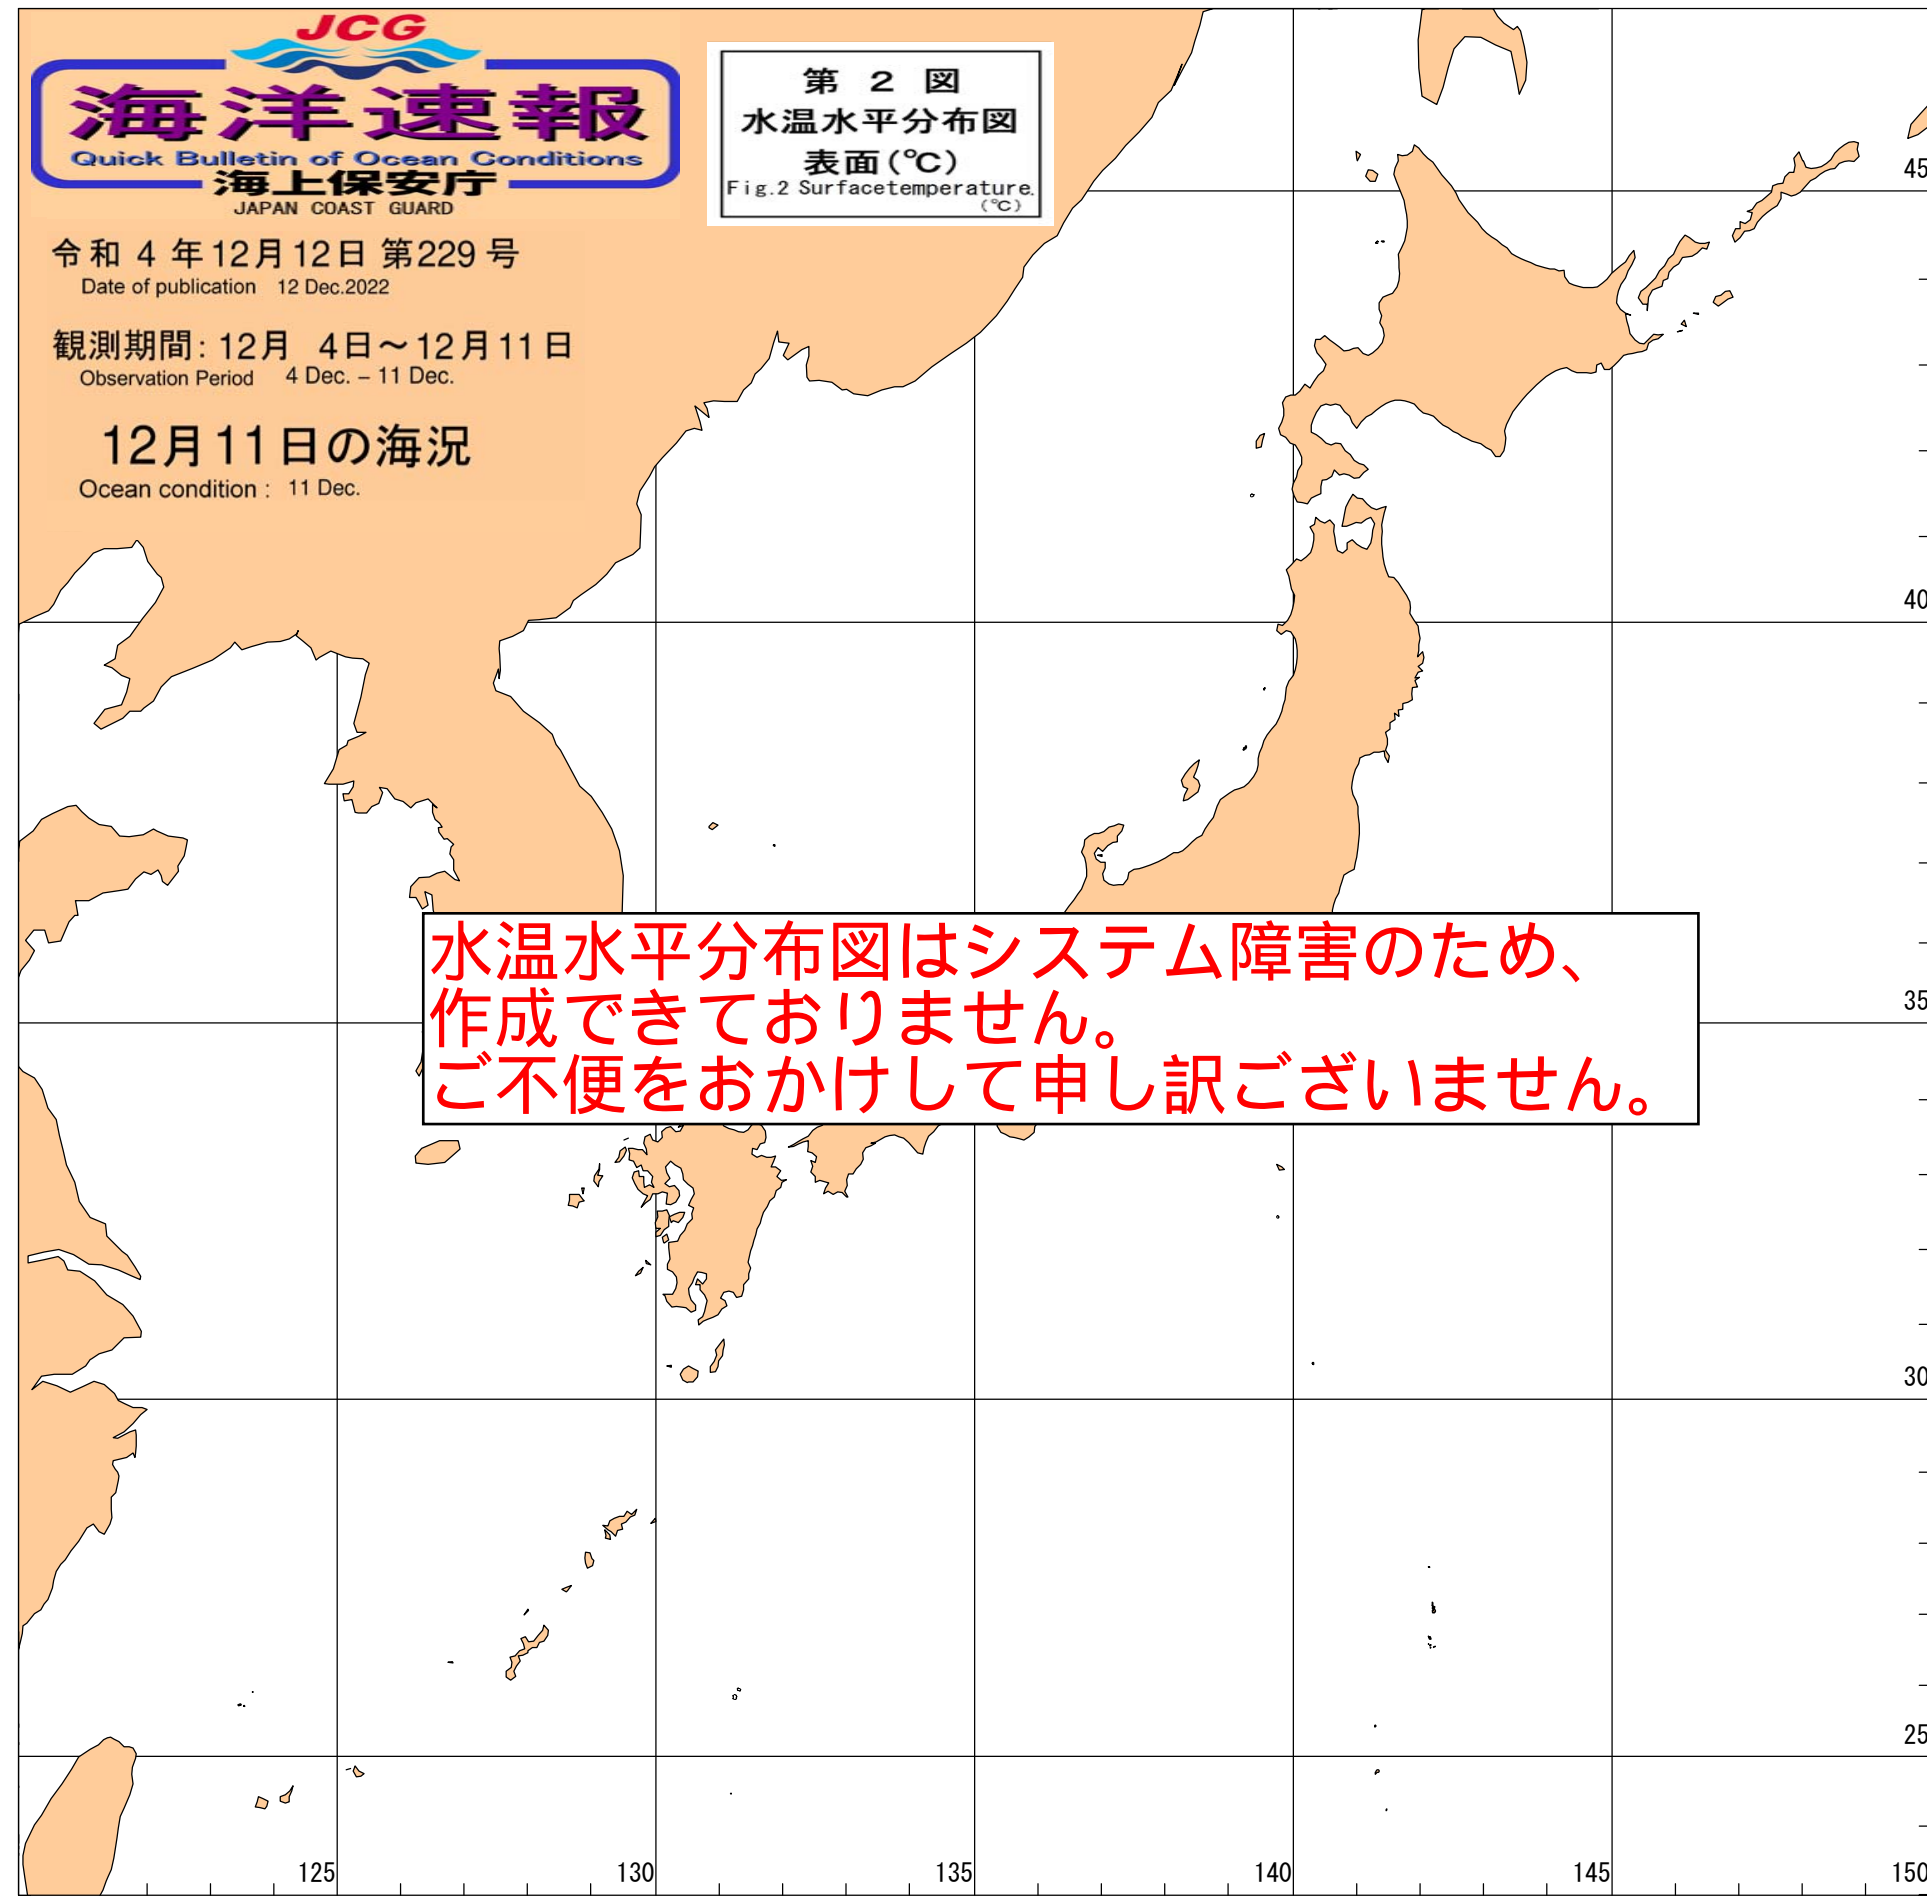 JCG
海洋速報
Quick Bulletin of Ocean Conditions
海上保安庁
JAPAN COAST GUARD
第 2 図
水温水平分布図
表面(℃)
Fig.2 Surfacetemperature.
(℃)
令和 4 年12月12日 第229号
Date of publication 12 Dec.2022
観測期間: 12月 4日～12月11日
Observation Period 4 Dec. – 11 Dec.
12月11日の海況
Ocean condition : 11 Dec.
45
40
水温水平分布図はシステム障害のため、
作成できておりません。
ご不便をおかけして申し訳ございません。
35
30
25
125 130 135 140 145 150